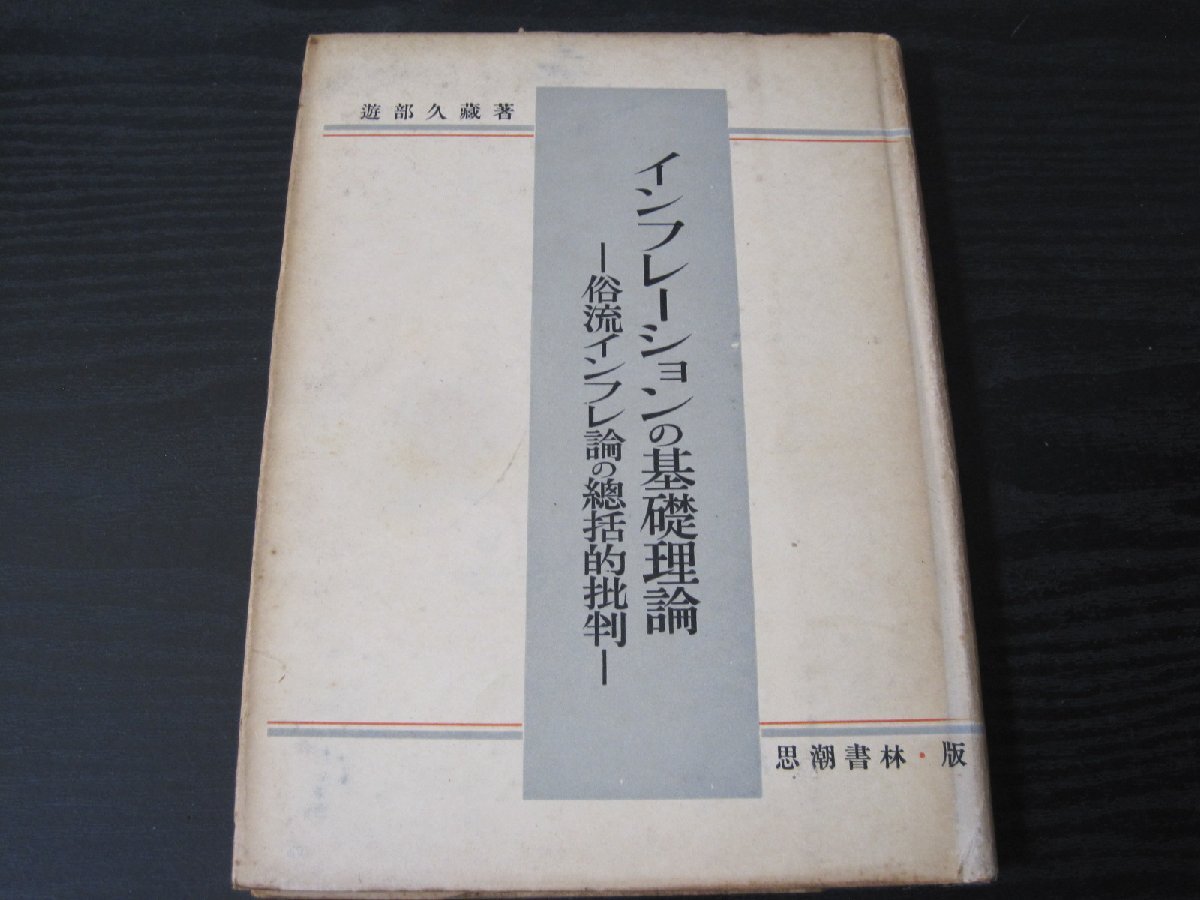 遊部久藏著
インフレーションの基礎理論
―俗流インフレ論の總括的批判―
思潮書林・版